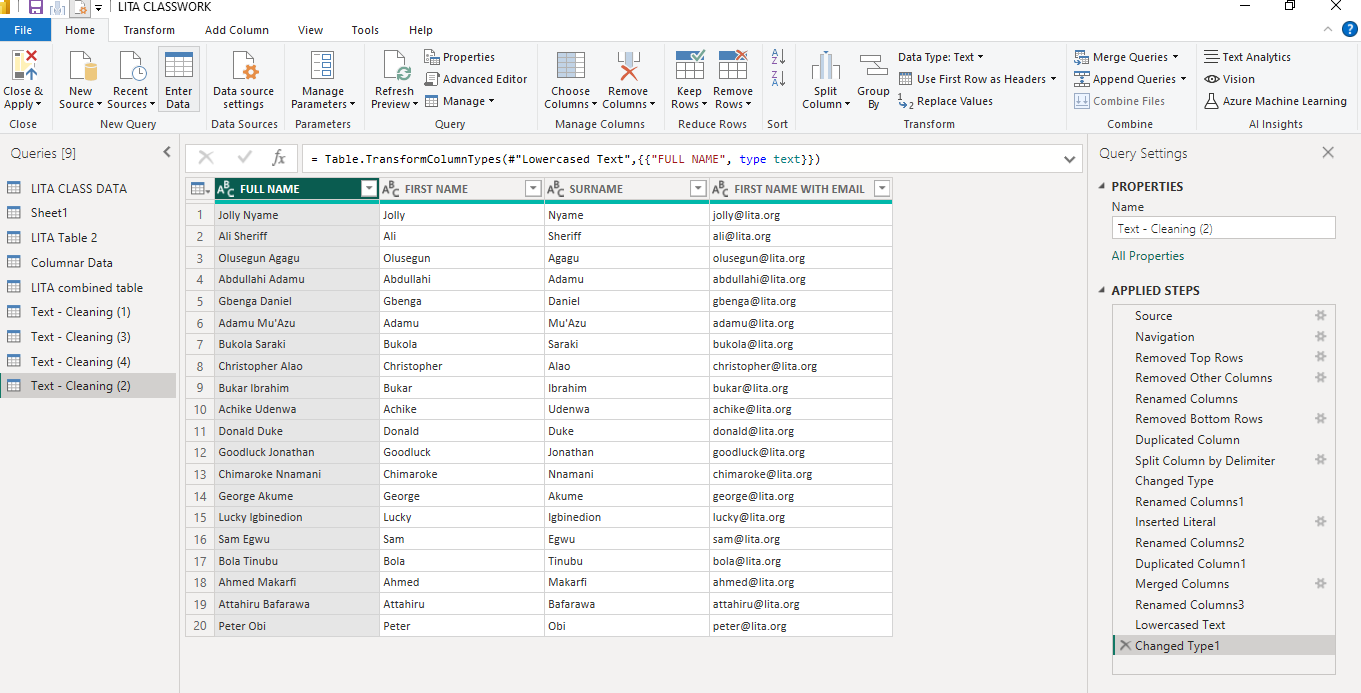 LITA CLASSWORK
File Home Transform Add Column View Tools Help
Close & Apply
New Source
Recent Sources
Enter Data
Data source settings
Manage Parameters
Refresh Preview
Properties
Advanced Editor
Manage
Choose Columns
Remove Columns
Keep Rows
Remove Rows
Split Column
Group By
Data Type: Text
Use First Row as Headers
Replace Values
Merge Queries
Append Queries
Combine Files
Text Analytics
Vision
Azure Machine Learning
Close New Query Data Sources Parameters Query Manage Columns Reduce Rows Sort Transform Combine AI Insights
Queries [9]
LITA CLASS DATA
Sheet1
LITA Table 2
Columnar Data
LITA combined table
Text - Cleaning (1)
Text - Cleaning (3)
Text - Cleaning (4)
Text - Cleaning (2)
fx = Table.TransformColumnTypes(#"Lowercased Text",{{"FULL NAME", type text}})
ABC FULL NAME ABC FIRST NAME ABC SURNAME ABC FIRST NAME WITH EMAIL
1 Jolly Nyame Jolly Nyame jolly@lita.org
2 Ali Sheriff Ali Sheriff ali@lita.org
3 Olusegun Agagu Olusegun Agagu olusegun@lita.org
4 Abdullahi Adamu Abdullahi Adamu abdullahi@lita.org
5 Gbenga Daniel Gbenga Daniel gbenga@lita.org
6 Adamu Mu'Azu Adamu Mu'Azu adamu@lita.org
7 Bukola Saraki Bukola Saraki bukola@lita.org
8 Christopher Alao Christopher Alao christopher@lita.org
9 Bukar Ibrahim Bukar Ibrahim bukar@lita.org
10 Achike Udenwa Achike Udenwa achike@lita.org
11 Donald Duke Donald Duke donald@lita.org
12 Goodluck Jonathan Goodluck Jonathan goodluck@lita.org
13 Chimaroke Nnamani Chimaroke Nnamani chimaroke@lita.org
14 George Akume George Akume george@lita.org
15 Lucky Igbinedion Lucky Igbinedion lucky@lita.org
16 Sam Egwu Sam Egwu sam@lita.org
17 Bola Tinubu Bola Tinubu bola@lita.org
18 Ahmed Makarfi Ahmed Makarfi ahmed@lita.org
19 Attahiru Bafarawa Attahiru Bafarawa attahiru@lita.org
20 Peter Obi Peter Obi peter@lita.org
Query Settings
PROPERTIES
Name
Text - Cleaning (2)
All Properties
APPLIED STEPS
Source
Navigation
Removed Top Rows
Removed Other Columns
Renamed Columns
Removed Bottom Rows
Duplicated Column
Split Column by Delimiter
Changed Type
Renamed Columns1
Inserted Literal
Renamed Columns2
Duplicated Column1
Merged Columns
Renamed Columns3
Lowercased Text
Changed Type1